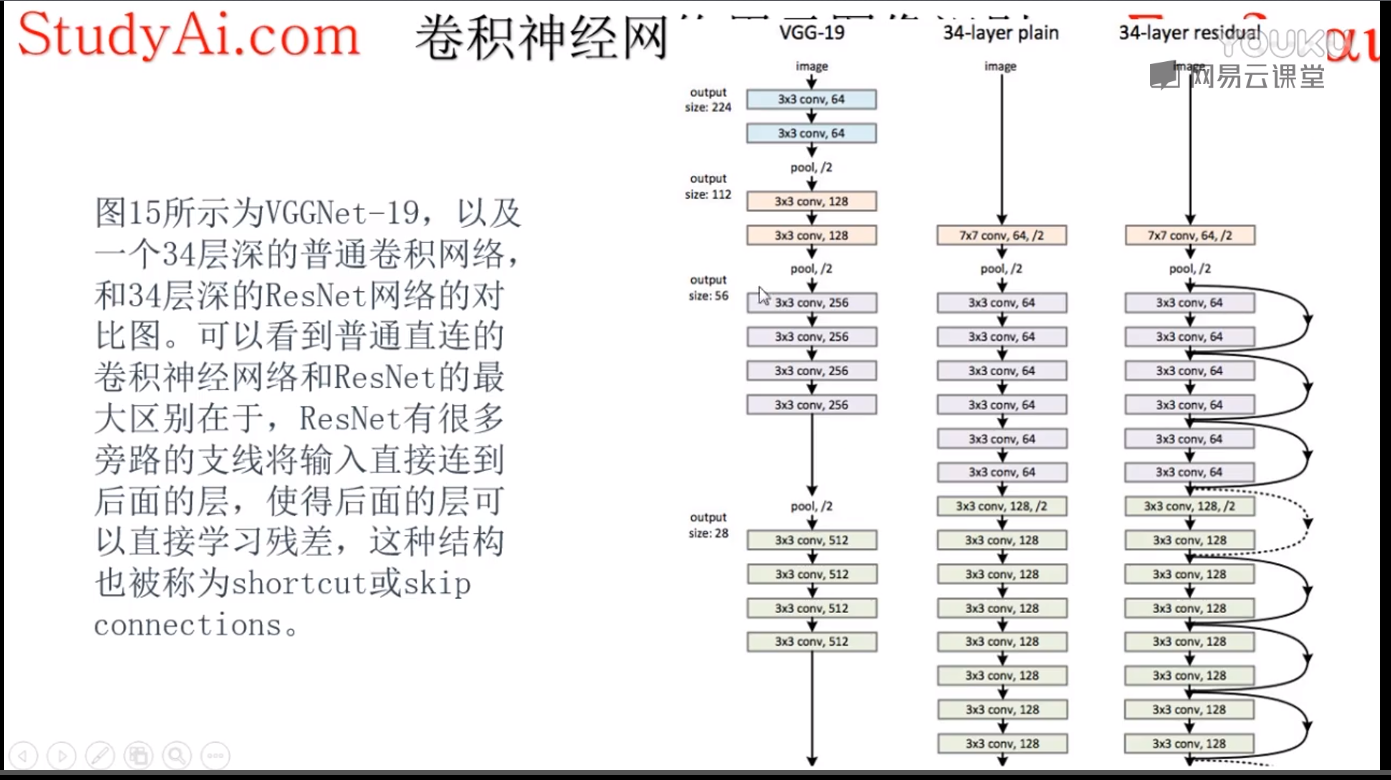 StudyAi.com
卷积神经网
图15所示为VGGNet-19，以及
一个34层深的普通卷积网络，
和34层深的ResNet网络的对
比图。可以看到普通直连的
卷积神经网络和ResNet的最
大区别在于，ResNet有很多
旁路的支线将输入直接连到
后面的层，使得后面的层可
以直接学习残差，这种结构
也被称为shortcut或skip
connections。
VGG-19
image
output
size: 224
3x3 conv, 64
3x3 conv, 64
pool, /2
output
size: 112
3x3 conv, 128
3x3 conv, 128
pool, /2
output
size: 56
3x3 conv, 256
3x3 conv, 256
3x3 conv, 256
3x3 conv, 256
pool, /2
output
size: 28
3x3 conv, 512
3x3 conv, 512
3x3 conv, 512
3x3 conv, 512
34-layer plain
image
7x7 conv, 64, /2
pool, /2
3x3 conv, 64
3x3 conv, 64
3x3 conv, 64
3x3 conv, 64
3x3 conv, 64
3x3 conv, 64
3x3 conv, 128, /2
3x3 conv, 128
3x3 conv, 128
3x3 conv, 128
3x3 conv, 128
3x3 conv, 128
3x3 conv, 128
3x3 conv, 128
34-layer residual
image
YOUKU
网易云课堂
7x7 conv, 64, /2
pool, /2
3x3 conv, 64
3x3 conv, 64
3x3 conv, 64
3x3 conv, 64
3x3 conv, 64
3x3 conv, 64
3x3 conv, 128, /2
3x3 conv, 128
3x3 conv, 128
3x3 conv, 128
3x3 conv, 128
3x3 conv, 128
3x3 conv, 128
3x3 conv, 128